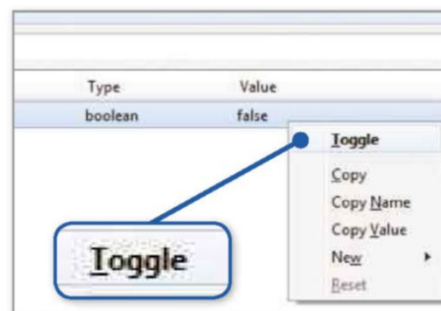 Type Value
boolean false
Toggle
Copy
Copy Name
Copy Value
New
Reset
Toggle